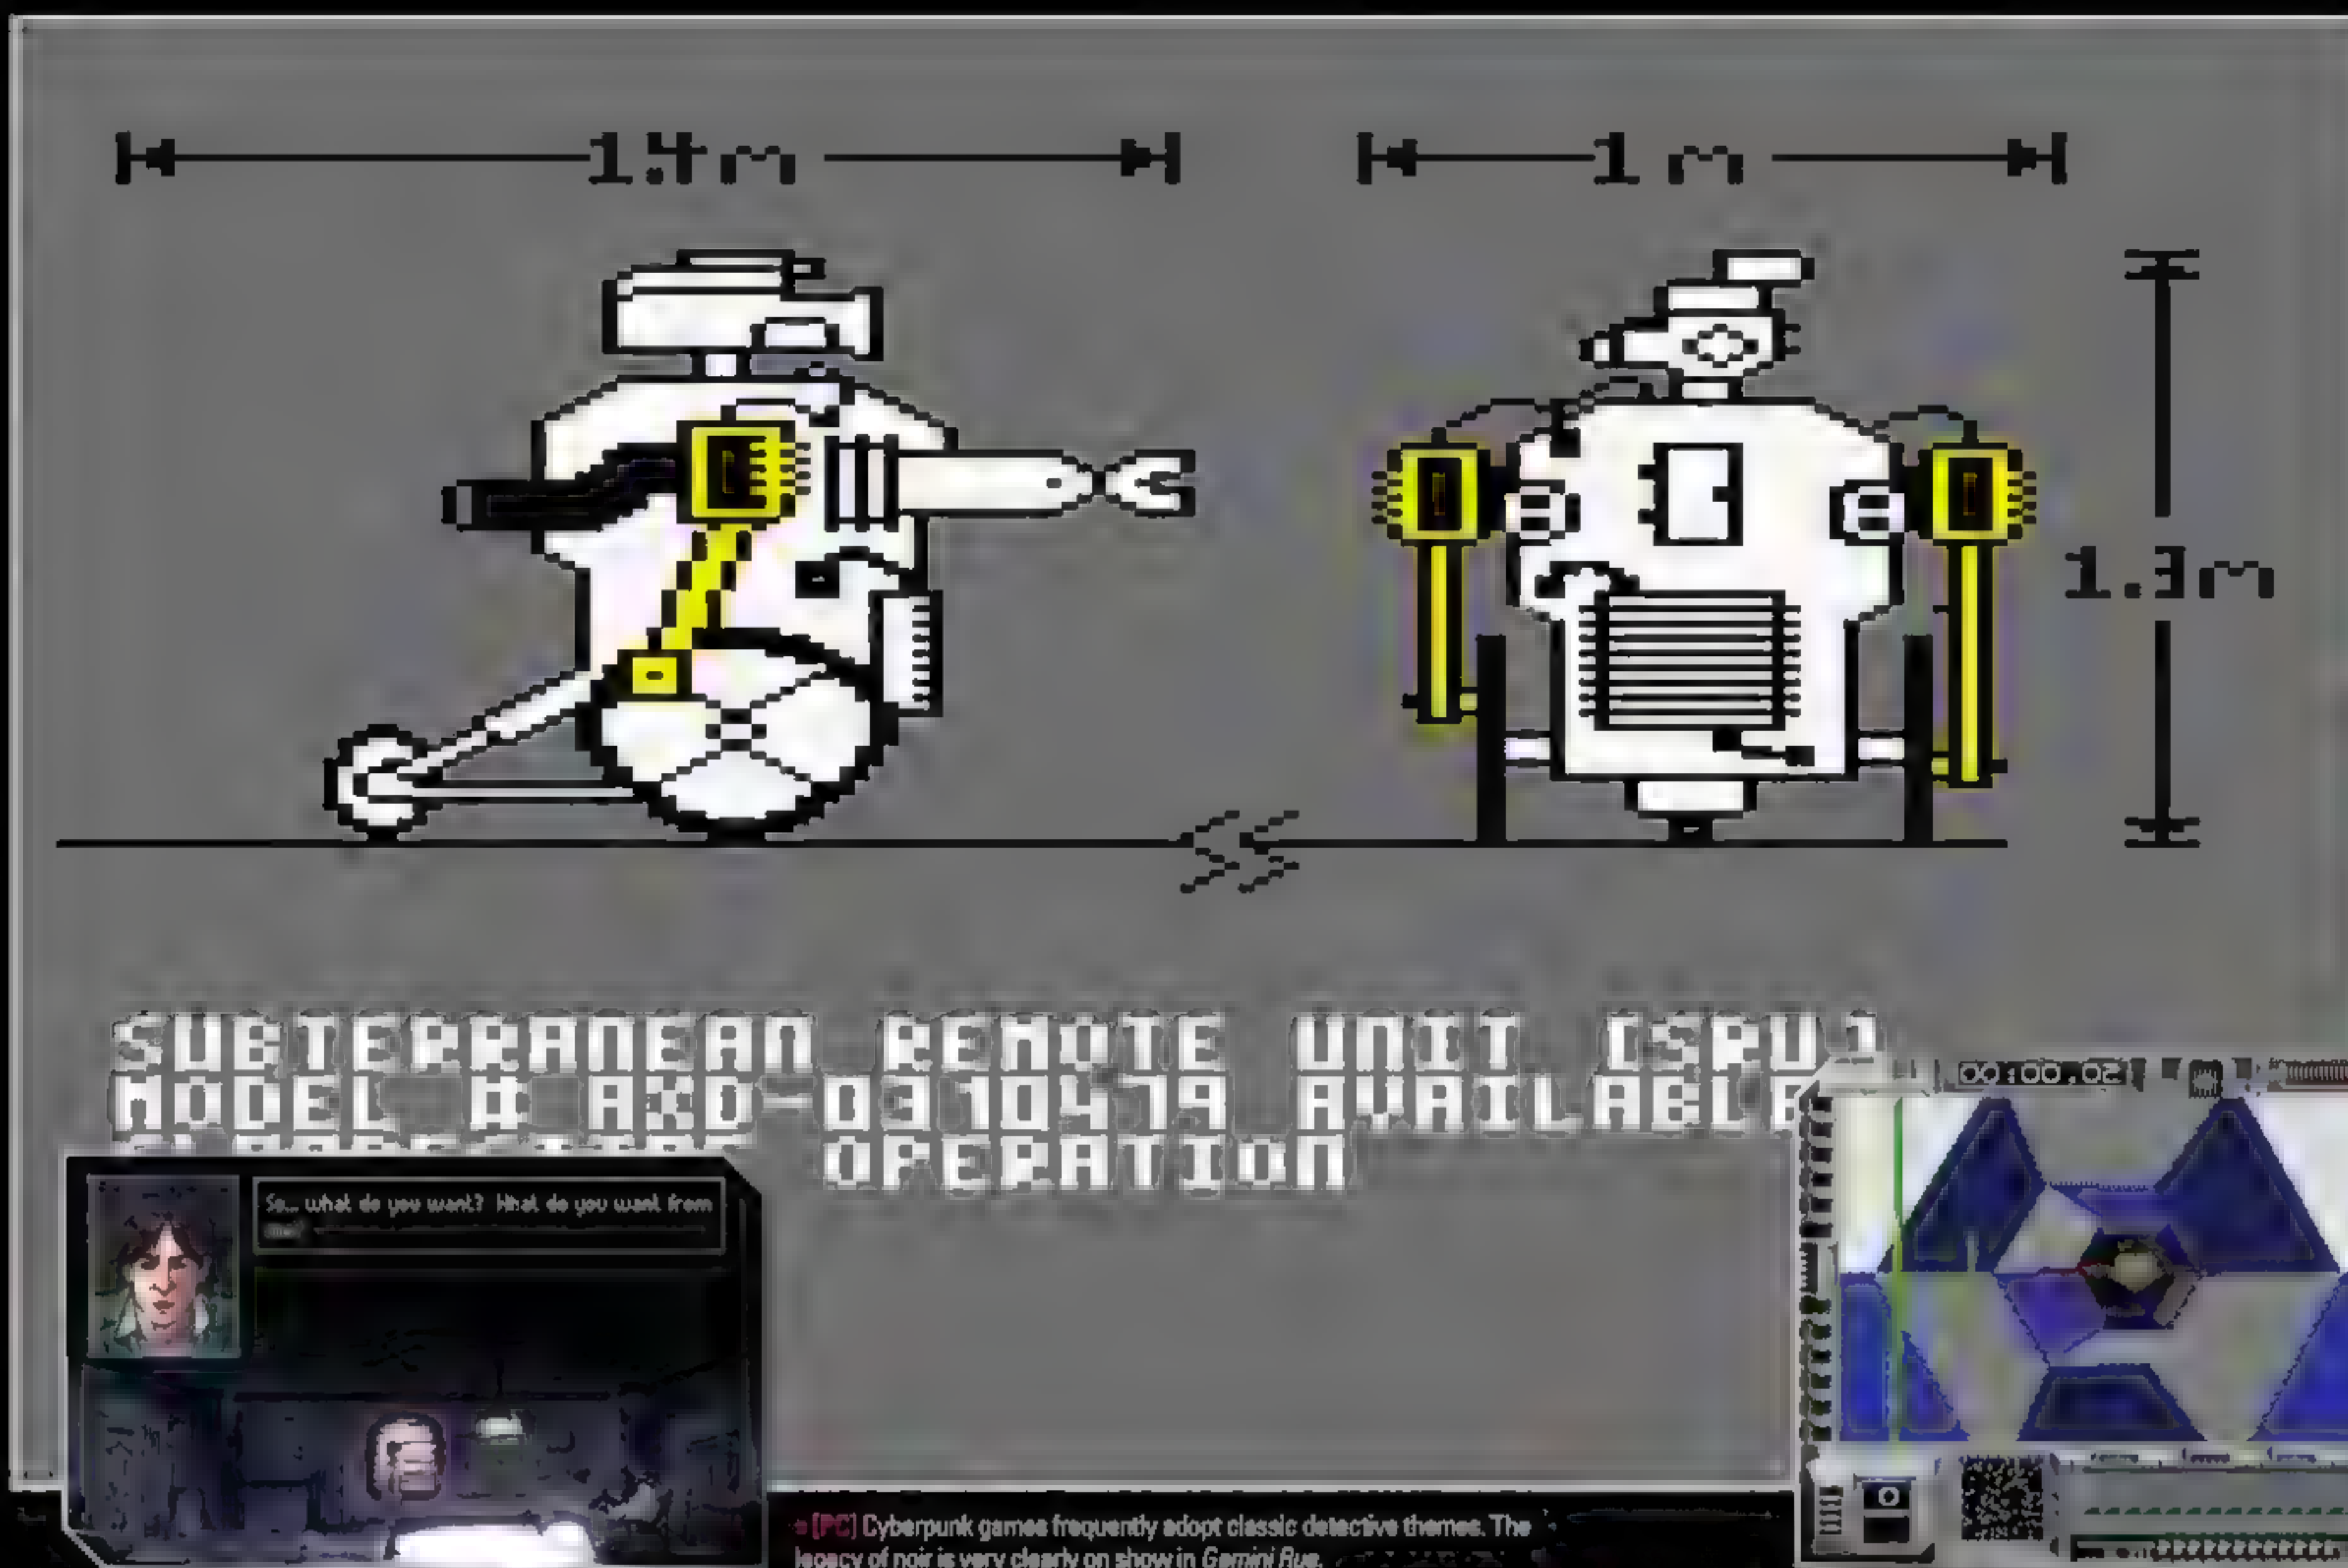 1.4m
1 m
1.3m
SUBTERRANEAN REMOTE UNIT [SRU]
MODEL # AXD-0310479 AVAILABLE
OPERATION
00:00.02
So... what do you want? What do you want from
me?
[PC] Cyberpunk games frequently adopt classic detective themes. The
legacy of noir is very clearly on show in Gemini Rue.